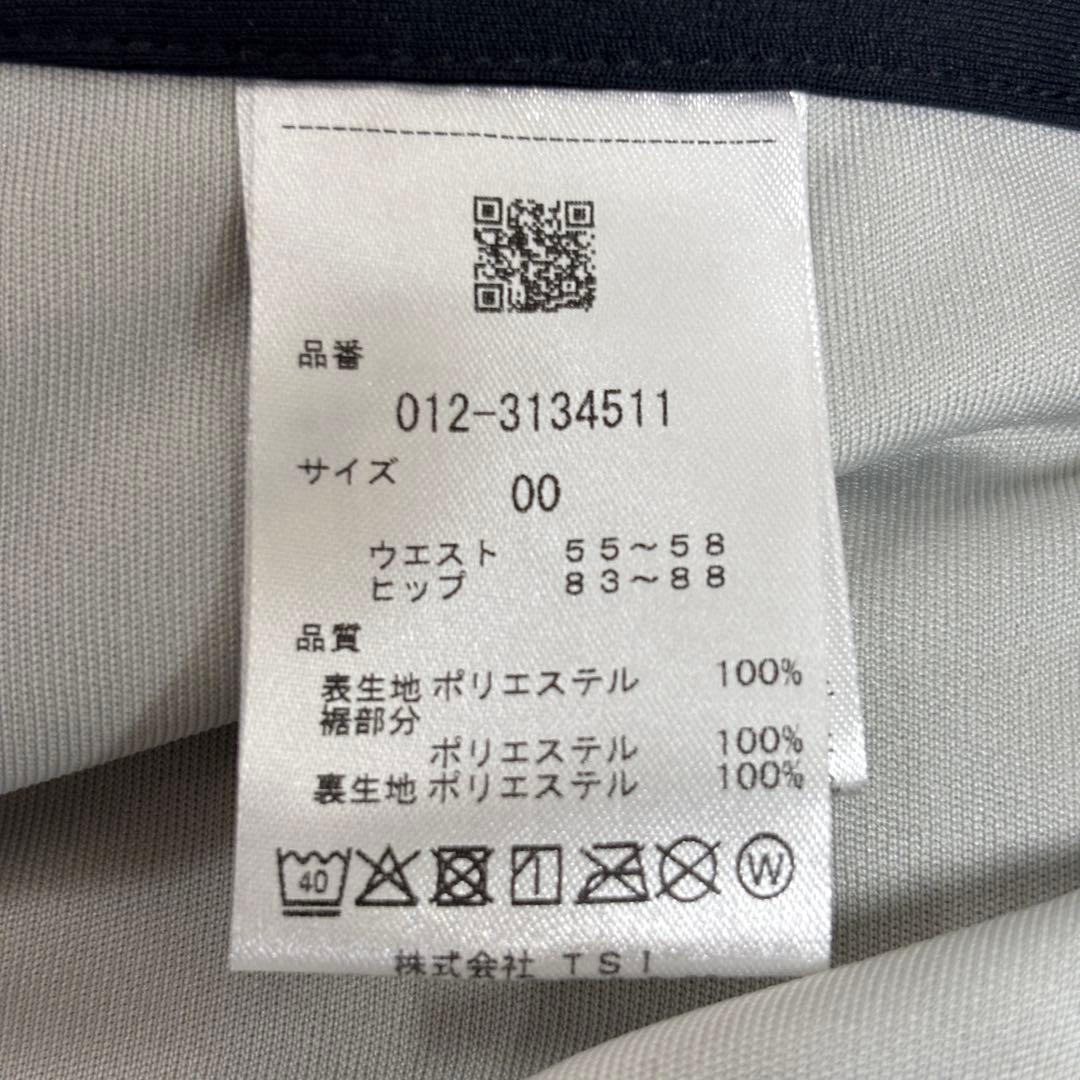 品番
012-3134511
サイズ
00
ウエスト 55～58
ヒップ 83～88
品質
表生地 ポリエステル 100%
裾部分
ポリエステル 100%
裏生地 ポリエステル 100%
40 1 W
株式会社 TSI